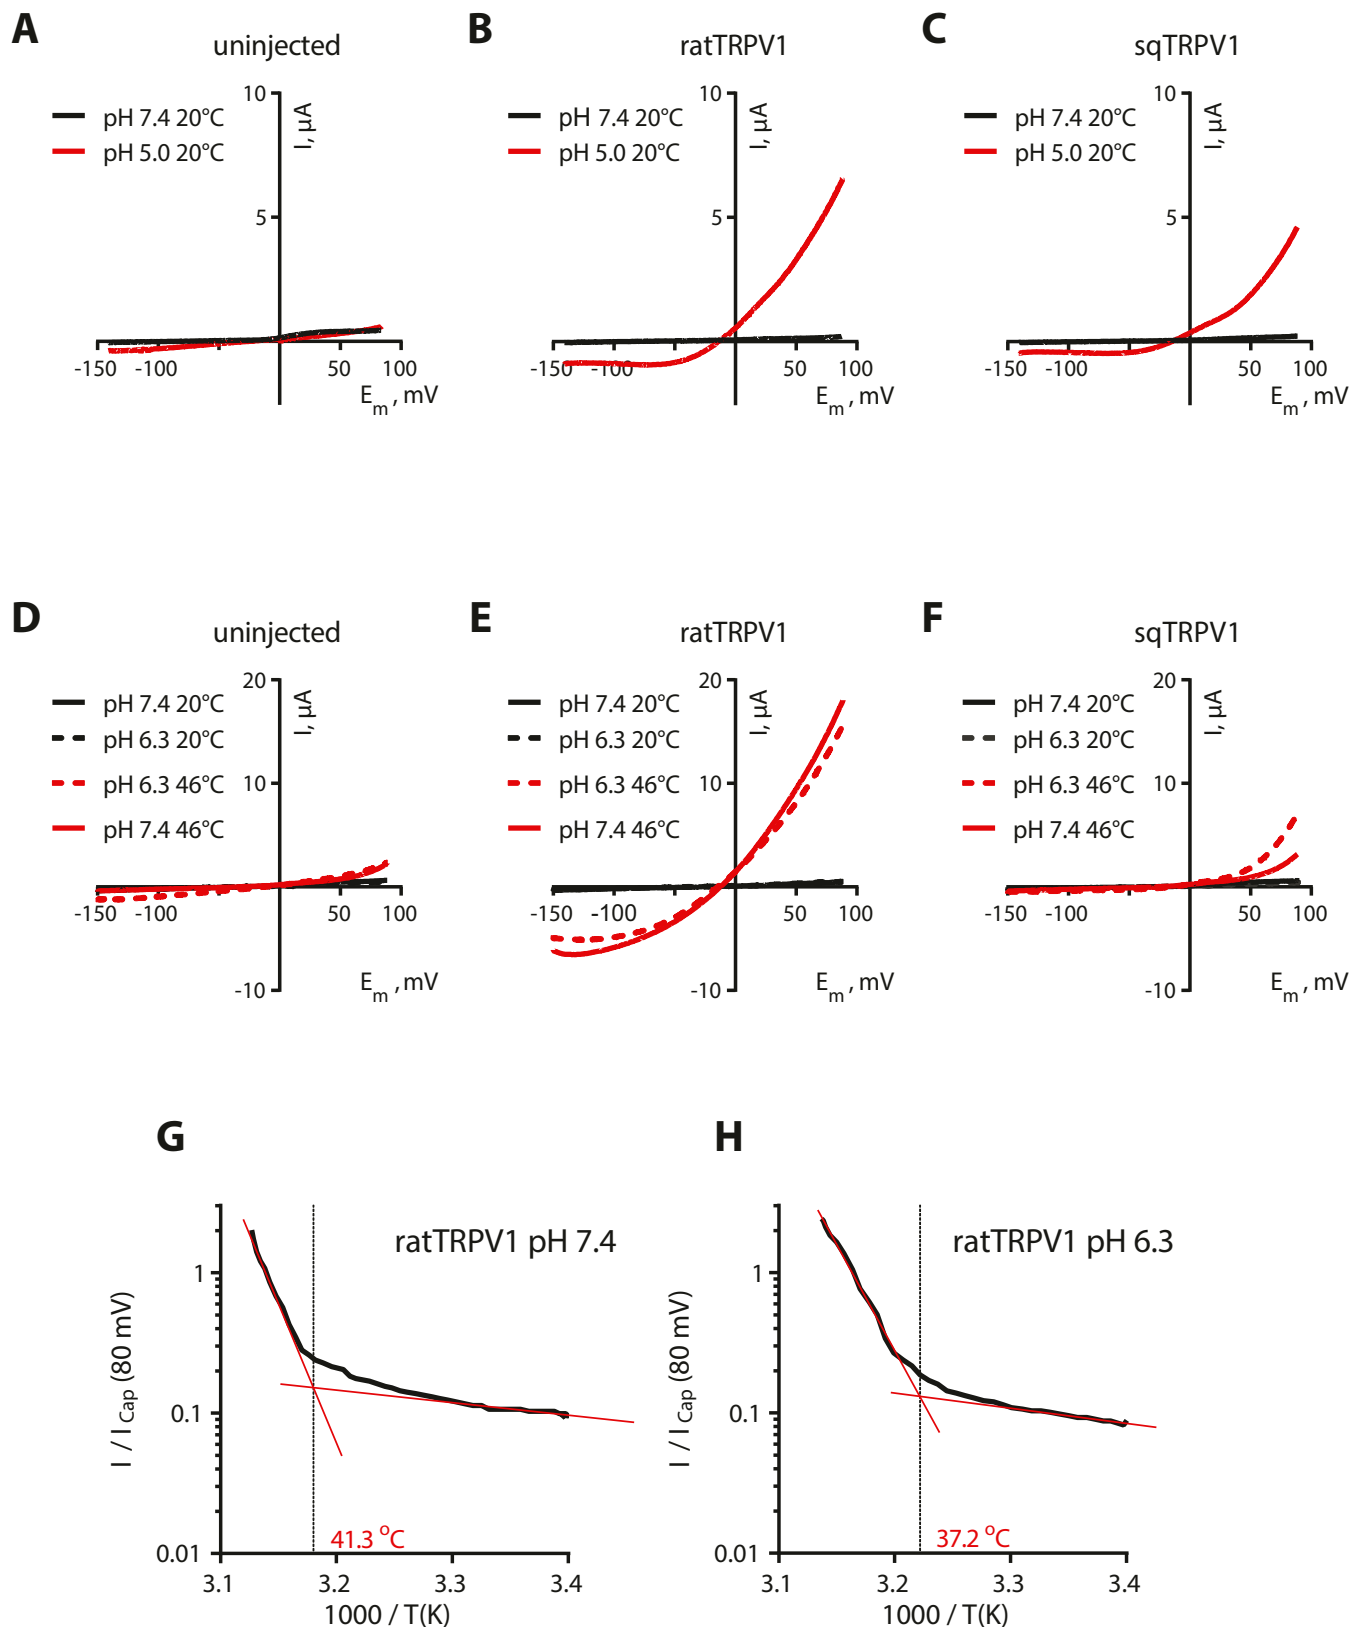 A
uninjected
pH 7.4 20°C
pH 5.0 20°C
10
5
I, µA
-150 -100 50 100
Em, mV
B
ratTRPV1
pH 7.4 20°C
pH 5.0 20°C
10
5
I, µA
-150 -100 50 100
Em, mV
C
sqTRPV1
pH 7.4 20°C
pH 5.0 20°C
10
5
I, µA
-150 -100 50 100
Em, mV
D
uninjected
pH 7.4 20°C
pH 6.3 20°C
pH 6.3 46°C
pH 7.4 46°C
20
10
-10
I, µA
-150 -100 50 100
Em, mV
E
ratTRPV1
pH 7.4 20°C
pH 6.3 20°C
pH 6.3 46°C
pH 7.4 46°C
20
10
-10
I, µA
-150 -100 50 100
Em, mV
F
sqTRPV1
pH 7.4 20°C
pH 6.3 20°C
pH 6.3 46°C
pH 7.4 46°C
20
10
-10
I, µA
-150 -100 50 100
Em, mV
G
ratTRPV1 pH 7.4
I / ICap (80 mV)
1
0.1
0.01
41.3 °C
3.1 3.2 3.3 3.4
1000 / T(K)
H
ratTRPV1 pH 6.3
I / ICap (80 mV)
1
0.1
0.01
37.2 °C
3.1 3.2 3.3 3.4
1000 / T(K)